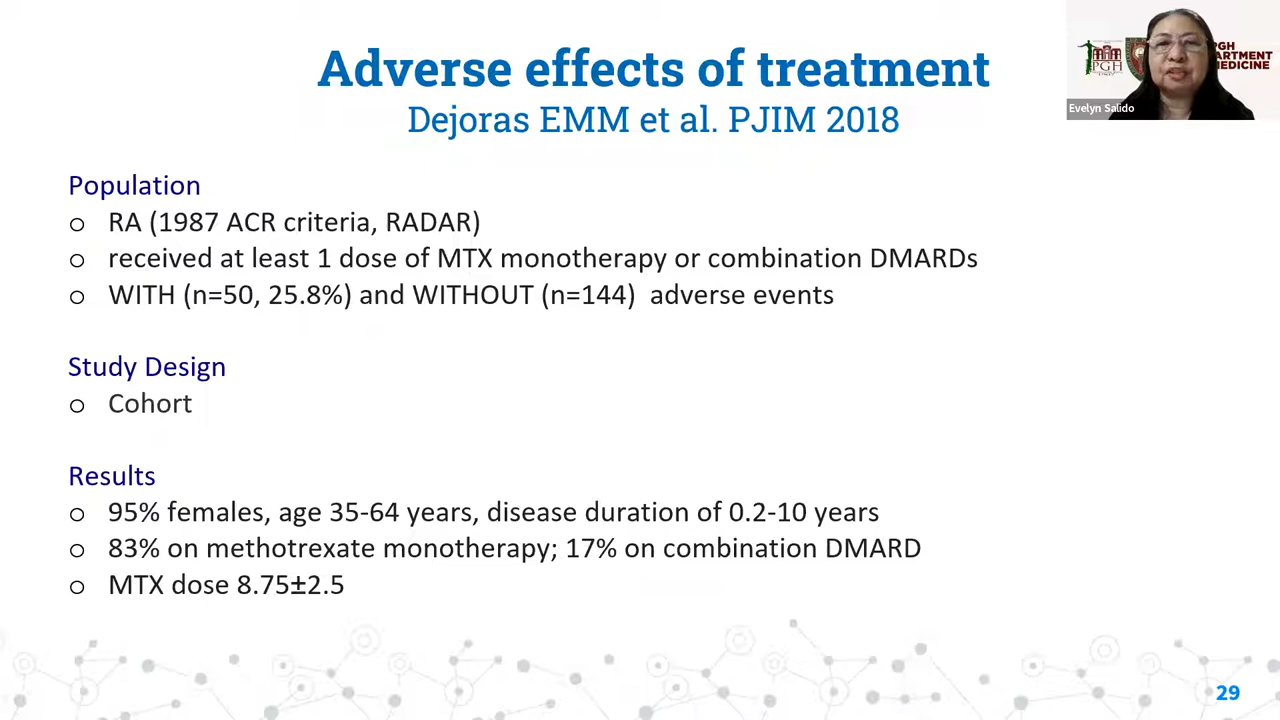 Adverse effects of treatment
Dejoras EMM et al. PJIM 2018
PGH
PGH
ARTMENT
MEDICINE
Evelyn Salido
Population
o RA (1987 ACR criteria, RADAR)
o received at least 1 dose of MTX monotherapy or combination DMARDs
o WITH (n=50, 25.8%) and WITHOUT (n=144) adverse events
Study Design
o Cohort
Results
o 95% females, age 35-64 years, disease duration of 0.2-10 years
o 83% on methotrexate monotherapy; 17% on combination DMARD
o MTX dose 8.75±2.5
29